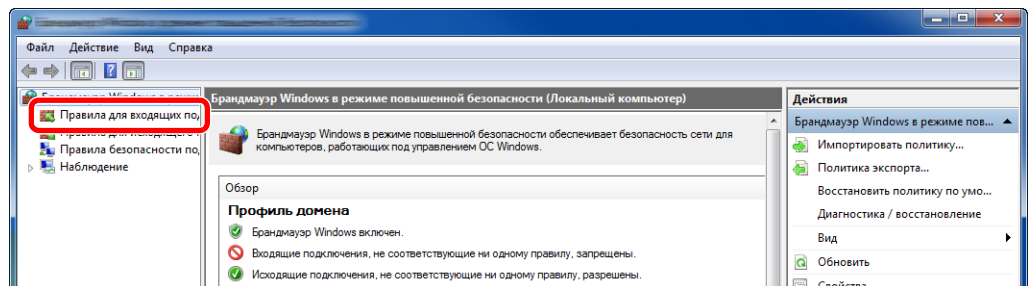 Файл Действие Вид Справка
Брандмауэр Windows в режиме повышенной безопасности (Локальный компьютер)
Правила для входящих под
Правила безопасности по,
Наблюдение
Брандмауэр Windows в режиме повышенной безопасности обеспечивает безопасность сети для
компьютеров, работающих под управлением ОС Windows.
Обзор
Профиль домена
Брандмауэр Windows включен.
Входящие подключения, не соответствующие ни одному правилу, запрещены.
Исходящие подключения, не соответствующие ни одному правилу, разрешены.
Действия
Брандмауэр Windows в режиме пов...
Импортировать политику...
Политика экспорта...
Восстановить политику по умо...
Диагностика / восстановление
Вид
Обновить
Свойства